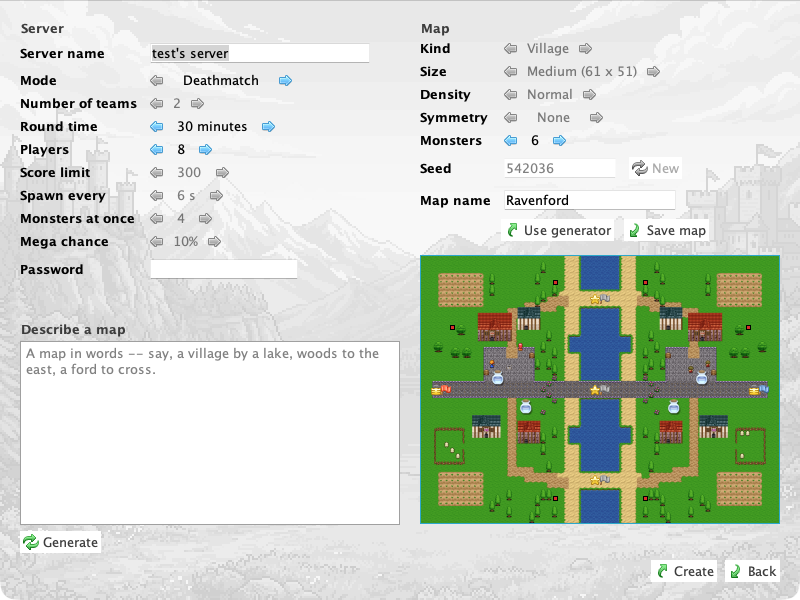 Server
Server name test's server
Mode Deathmatch
Number of teams 2
Round time 30 minutes
Players 8
Score limit 300
Spawn every 6 s
Monsters at once 4
Mega chance 10%
Password
Describe a map
A map in words -- say, a village by a lake, woods to the
east, a ford to cross.
Generate
Map
Kind Village
Size Medium (61 x 51)
Density Normal
Symmetry None
Monsters 6
Seed 542036 New
Map name Ravenford
Use generator Save map
Create Back